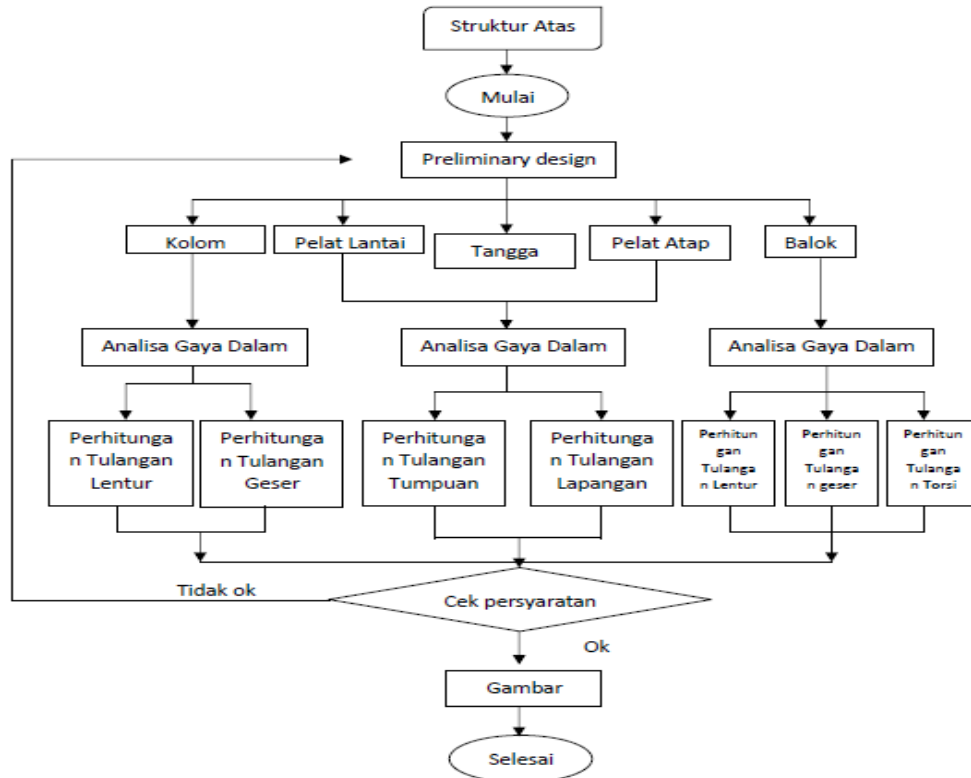 Struktur Atas
Mulai
Preliminary design
Kolom
Pelat Lantai
Tangga
Pelat Atap
Balok
Analisa Gaya Dalam
Analisa Gaya Dalam
Analisa Gaya Dalam
Perhitunga
n Tulangan
Lentur
Perhitunga
n Tulangan
Geser
Perhitunga
n Tulangan
Tumpuan
Perhitunga
n Tulangan
Lapangan
Perhitun
gan
Tulanga
n Lentur
Perhitun
gan
Tulanga
n geser
Perhitun
gan
Tulanga
n Torsi
Tidak ok
Cek persyaratan
Ok
Gambar
Selesai